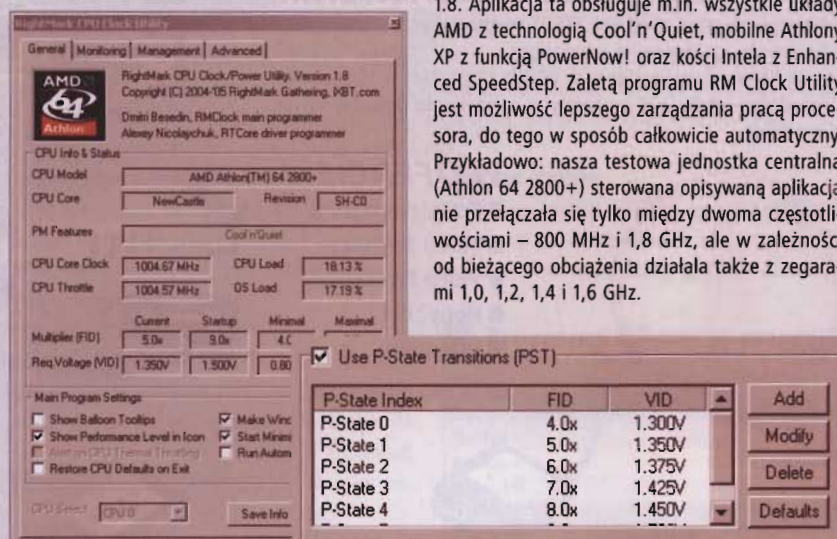 1.8. Aplikacja ta obsługuje m.in. wszystkie układy
AMD z technologią Cool’n’Quiet, mobilne Athlony
XP z funkcją PowerNow! oraz kości Intela z Enhan-
ced SpeedStep. Zaletą programu RM Clock Utility
jest możliwość lepszego zarządzania pracą proce-
sora, do tego w sposób całkowicie automatyczny.
Przykładowo: nasza testowa jednostka centralna
(Athlon 64 2800+) sterowana opisywaną aplikacją
nie przełączała się tylko między dwoma częstotli-
wościami – 800 MHz i 1,8 GHz, ale w zależności
od bieżącego obciążenia działala także z zegara-
mi 1,0, 1,2, 1,4 i 1,6 GHz.
RightMark CPU Clock Utility
General Monitoring Management Advanced
AMD 64 Athlon
RightMark CPU Clock/Power Utility. Version 1.8
Copyright (C) 2004-05 RightMark Gathering, iXBT.com
Dmitri Besedin, RMClock main programmer
Alexey Nicolaychuk, RTCore driver programmer
CPU Info & Status
CPU Model AMD Athlon(TM) 64 2800+
CPU Core NewCastle Revision SH-C0
PM Features Cool'n'Quiet
CPU Core Clock 1004.67 MHz CPU Load 18.13 %
CPU Throttle 1004.57 MHz OS Load 17.19 %
Current Startup Minimal Maximal
Multiplier (FID) 5.0x 9.0x
Req.Voltage (VID) 1.350V 1.500V 0.80
Main Program Settings
Show Balloon Tooltips Make Winc
Show Performance Level in Icon Start Minim
Alert on CPU Thermal Throttling Run Autom
Restore CPU Defaults on Exit
CPU Select CPU 0 Save Info
Use P-State Transitions (PST)
P-State Index FID VID
P-State 0 4.0x 1.300V
P-State 1 5.0x 1.350V
P-State 2 6.0x 1.375V
P-State 3 7.0x 1.425V
P-State 4 8.0x 1.450V
Add
Modify
Delete
Defaults